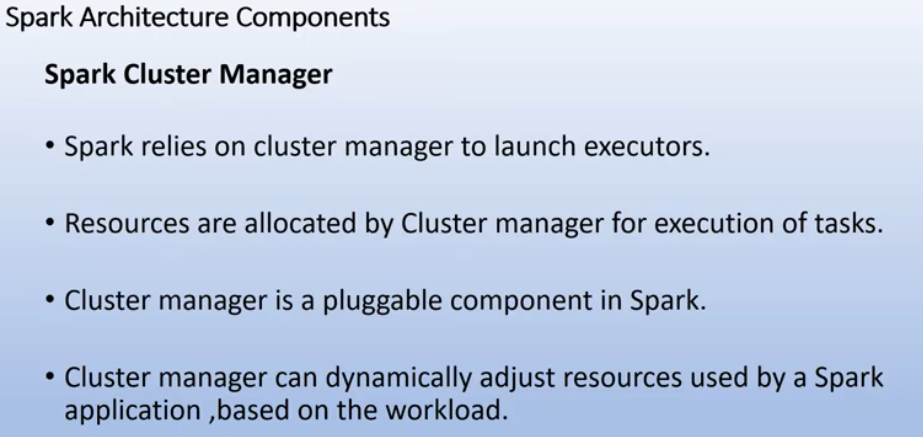 Spark Architecture Components
Spark Cluster Manager
• Spark relies on cluster manager to launch executors.
• Resources are allocated by Cluster manager for execution of tasks.
• Cluster manager is a pluggable component in Spark.
• Cluster manager can dynamically adjust resources used by a Spark
application ,based on the workload.